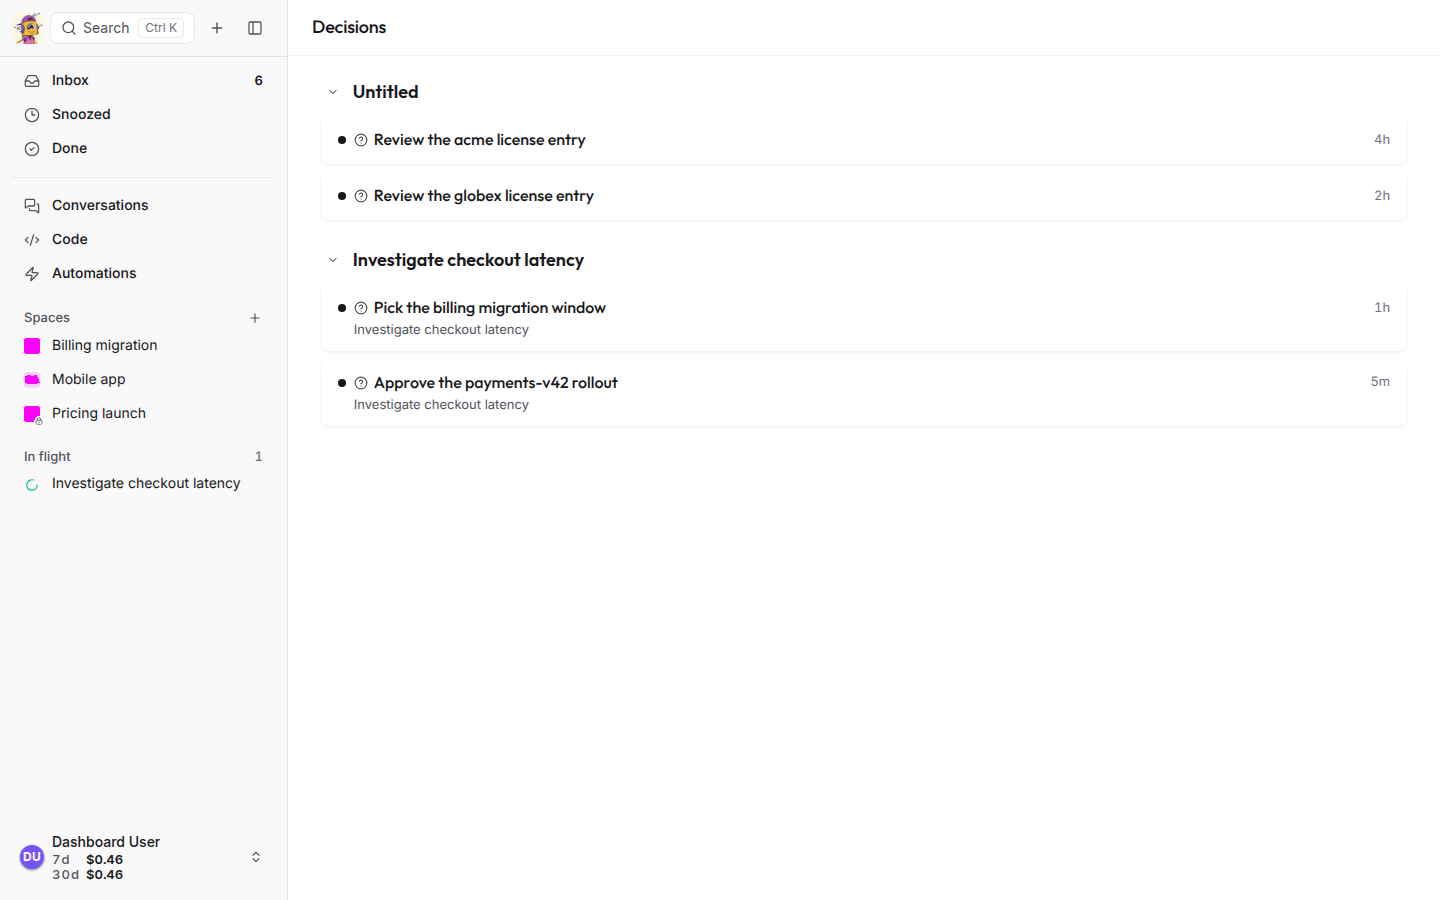 Search Ctrl K
Inbox 6
Snoozed
Done
Conversations
Code
Automations
Spaces
Billing migration
Mobile app
Pricing launch
In flight 1
Investigate checkout latency
DU
Dashboard User
7d $0.46
30d $0.46
Decisions
Untitled
Review the acme license entry 4h
Review the globex license entry 2h
Investigate checkout latency
Pick the billing migration window 1h
Investigate checkout latency
Approve the payments-v42 rollout 5m
Investigate checkout latency